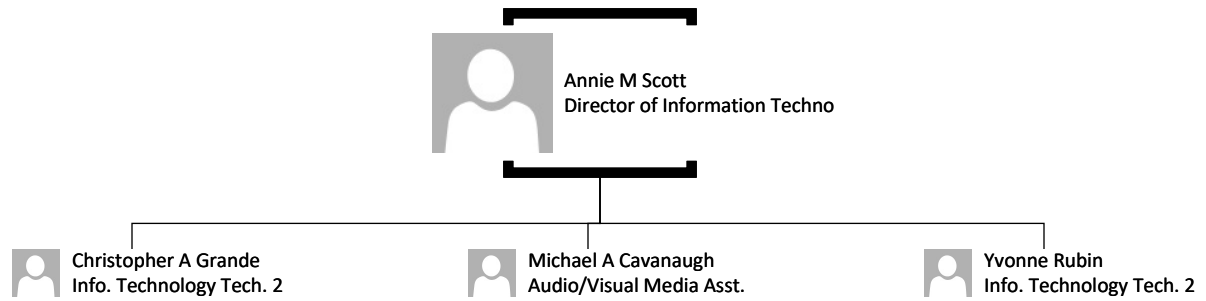 Annie M Scott
Director of Information Techno
Christopher A Grande
Info. Technology Tech. 2
Michael A Cavanaugh
Audio/Visual Media Asst.
Yvonne Rubin
Info. Technology Tech. 2